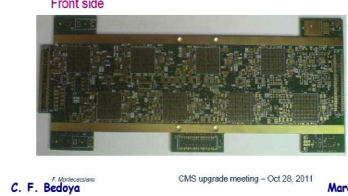 Front side
F. Montecassiano
C. F. Bedoya
CMS upgrade meeting – Oct 28, 2011